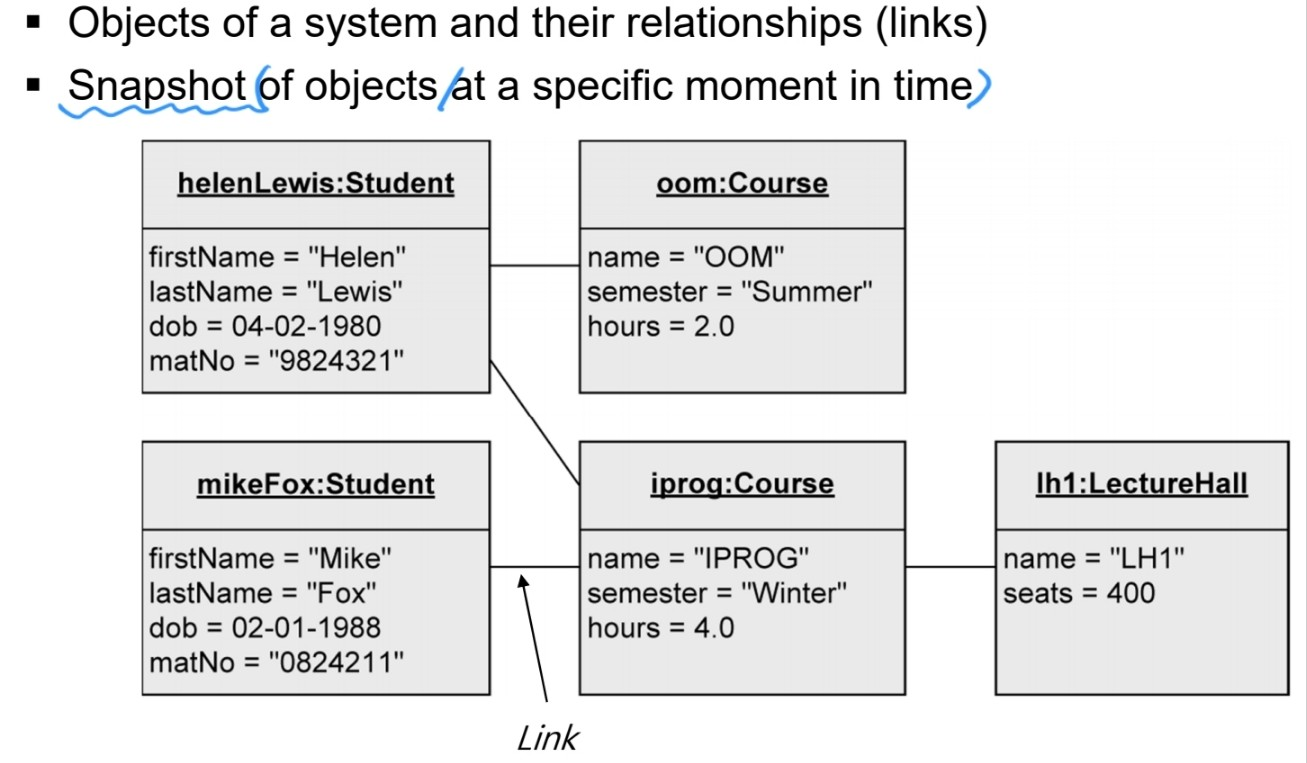 ▪ Objects of a system and their relationships (links)
▪ Snapshot of objects at a specific moment in time
helenLewis:Student
firstName = "Helen"
lastName = "Lewis"
dob = 04-02-1980
matNo = "9824321"
oom:Course
name = "OOM"
semester = "Summer"
hours = 2.0
mikeFox:Student
firstName = "Mike"
lastName = "Fox"
dob = 02-01-1988
matNo = "0824211"
iprog:Course
name = "IPROG"
semester = "Winter"
hours = 4.0
lh1:LectureHall
name = "LH1"
seats = 400
Link